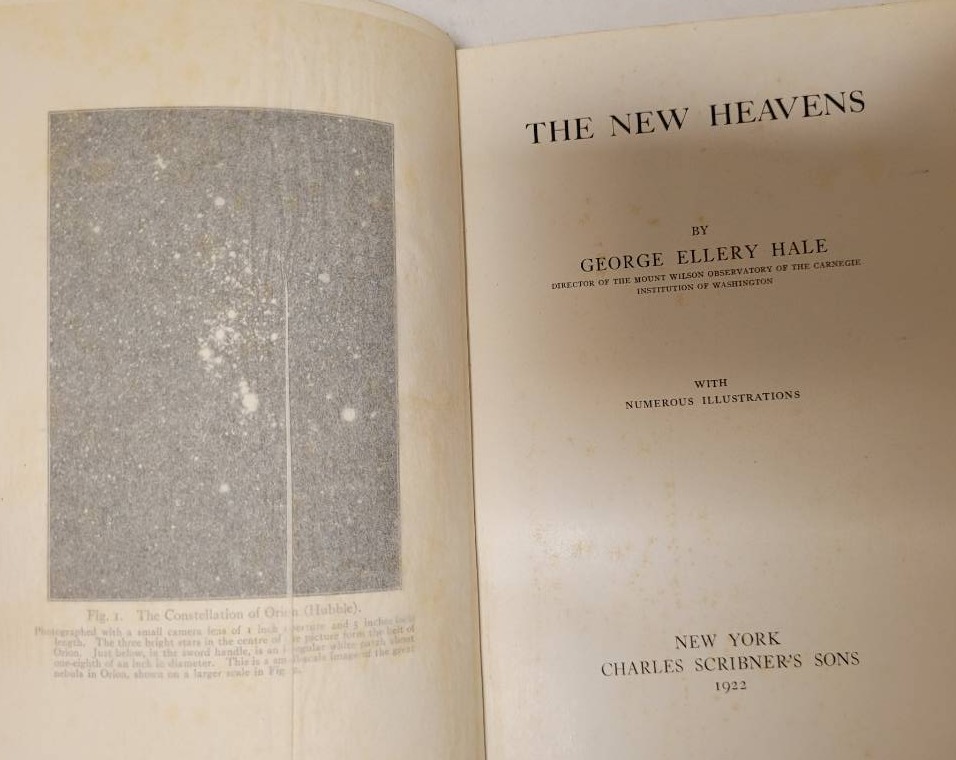 Fig. 1. The Constellation of Orion (Hubble).
Photographed with a small camera lens of 1 inch aperture and 5 inches
length. The three bright stars in the centre of the picture form the belt of
Orion. Just below, in the sword handle, is an irregular white patch about
one-eighth of an inch in diameter. This is a small-scale image of the great
nebula in Orion, shown on a larger scale in Fig
THE NEW HEAVENS
BY
GEORGE ELLERY HALE
DIRECTOR OF THE MOUNT WILSON OBSERVATORY OF THE CARNEGIE
INSTITUTION OF WASHINGTON
WITH
NUMEROUS ILLUSTRATIONS
NEW YORK
CHARLES SCRIBNER'S SONS
1922